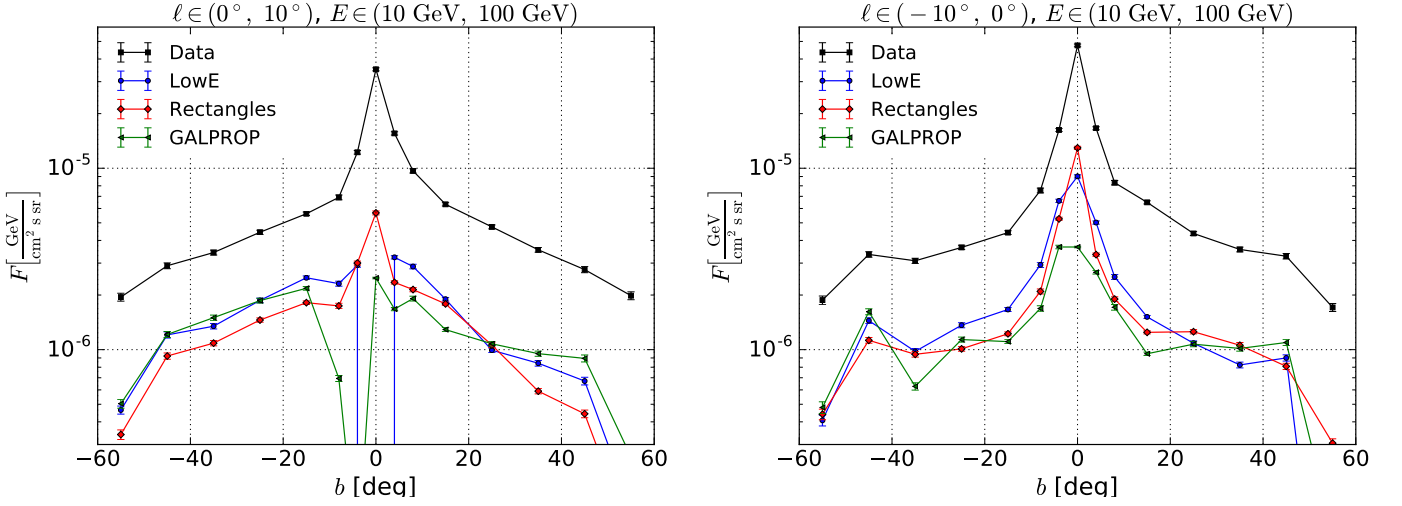 ℓ∈(0°, 10°), E∈(10 GeV, 100 GeV)
Data
LowE
Rectangles
GALPROP
10^-5
10^-6
F[GeV / cm² s sr]
−60 −40 −20 0 20 40 60
b [deg]
ℓ∈(−10°, 0°), E∈(10 GeV, 100 GeV)
Data
LowE
Rectangles
GALPROP
10^-5
10^-6
F[GeV / cm² s sr]
−60 −40 −20 0 20 40 60
b [deg]